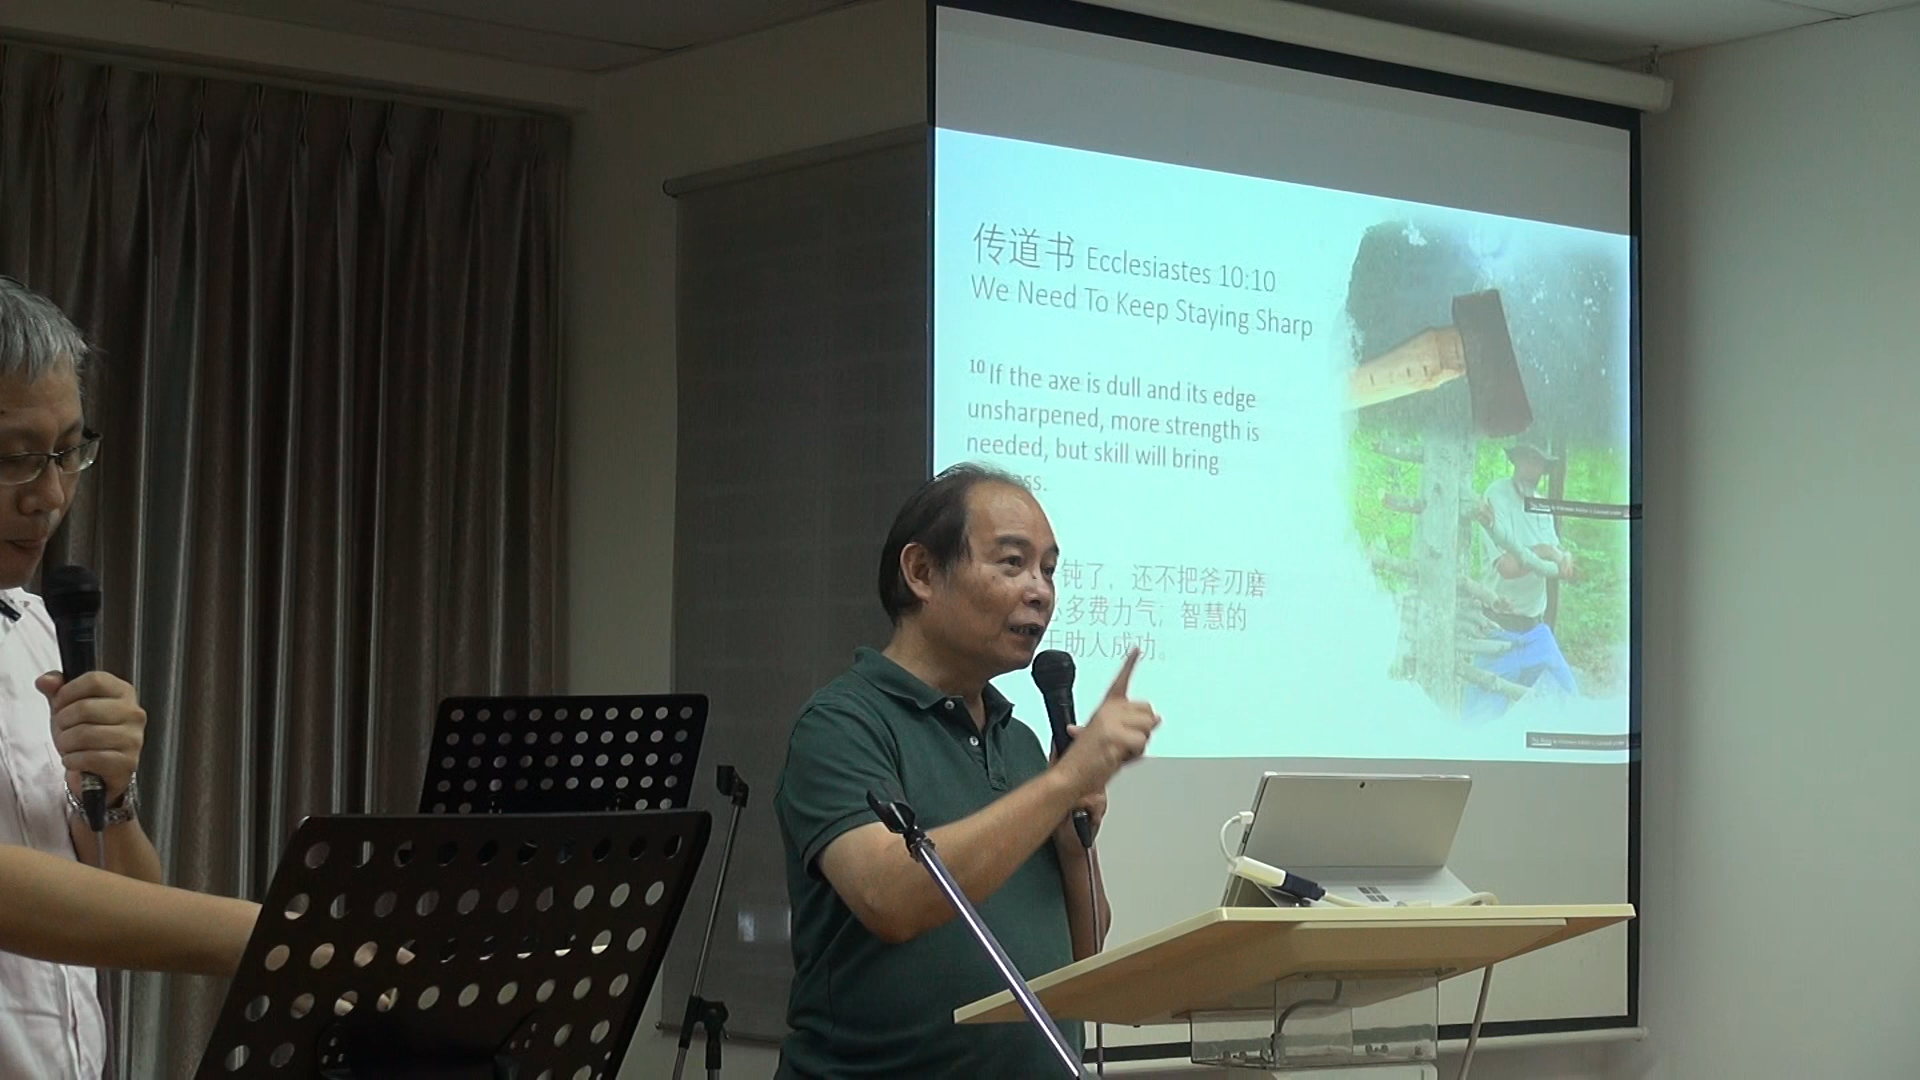 传道书 Ecclesiastes 10:10
We Need To Keep Staying Sharp
10 If the axe is dull and its edge
unsharpened, more strength is
needed, but skill will bring
钝了，还不把斧刃磨
多费力气；智慧的
助人成功。